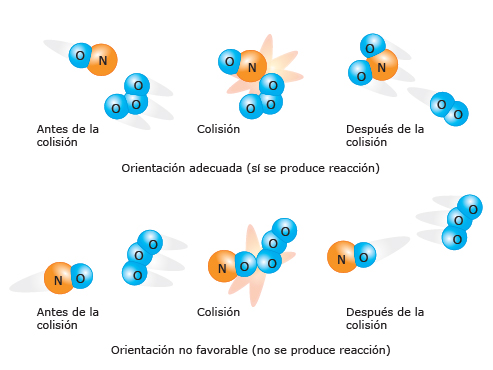 O N
O O O
O N O O O
O N O
O O
Antes de la
colisión
Colisión
Después de la
colisión
Orientación adecuada (sí se produce reacción)
N O
O O O
N O O O O
N O
O O O
Antes de la
colisión
Colisión
Después de la
colisión
Orientación no favorable (no se produce reacción)